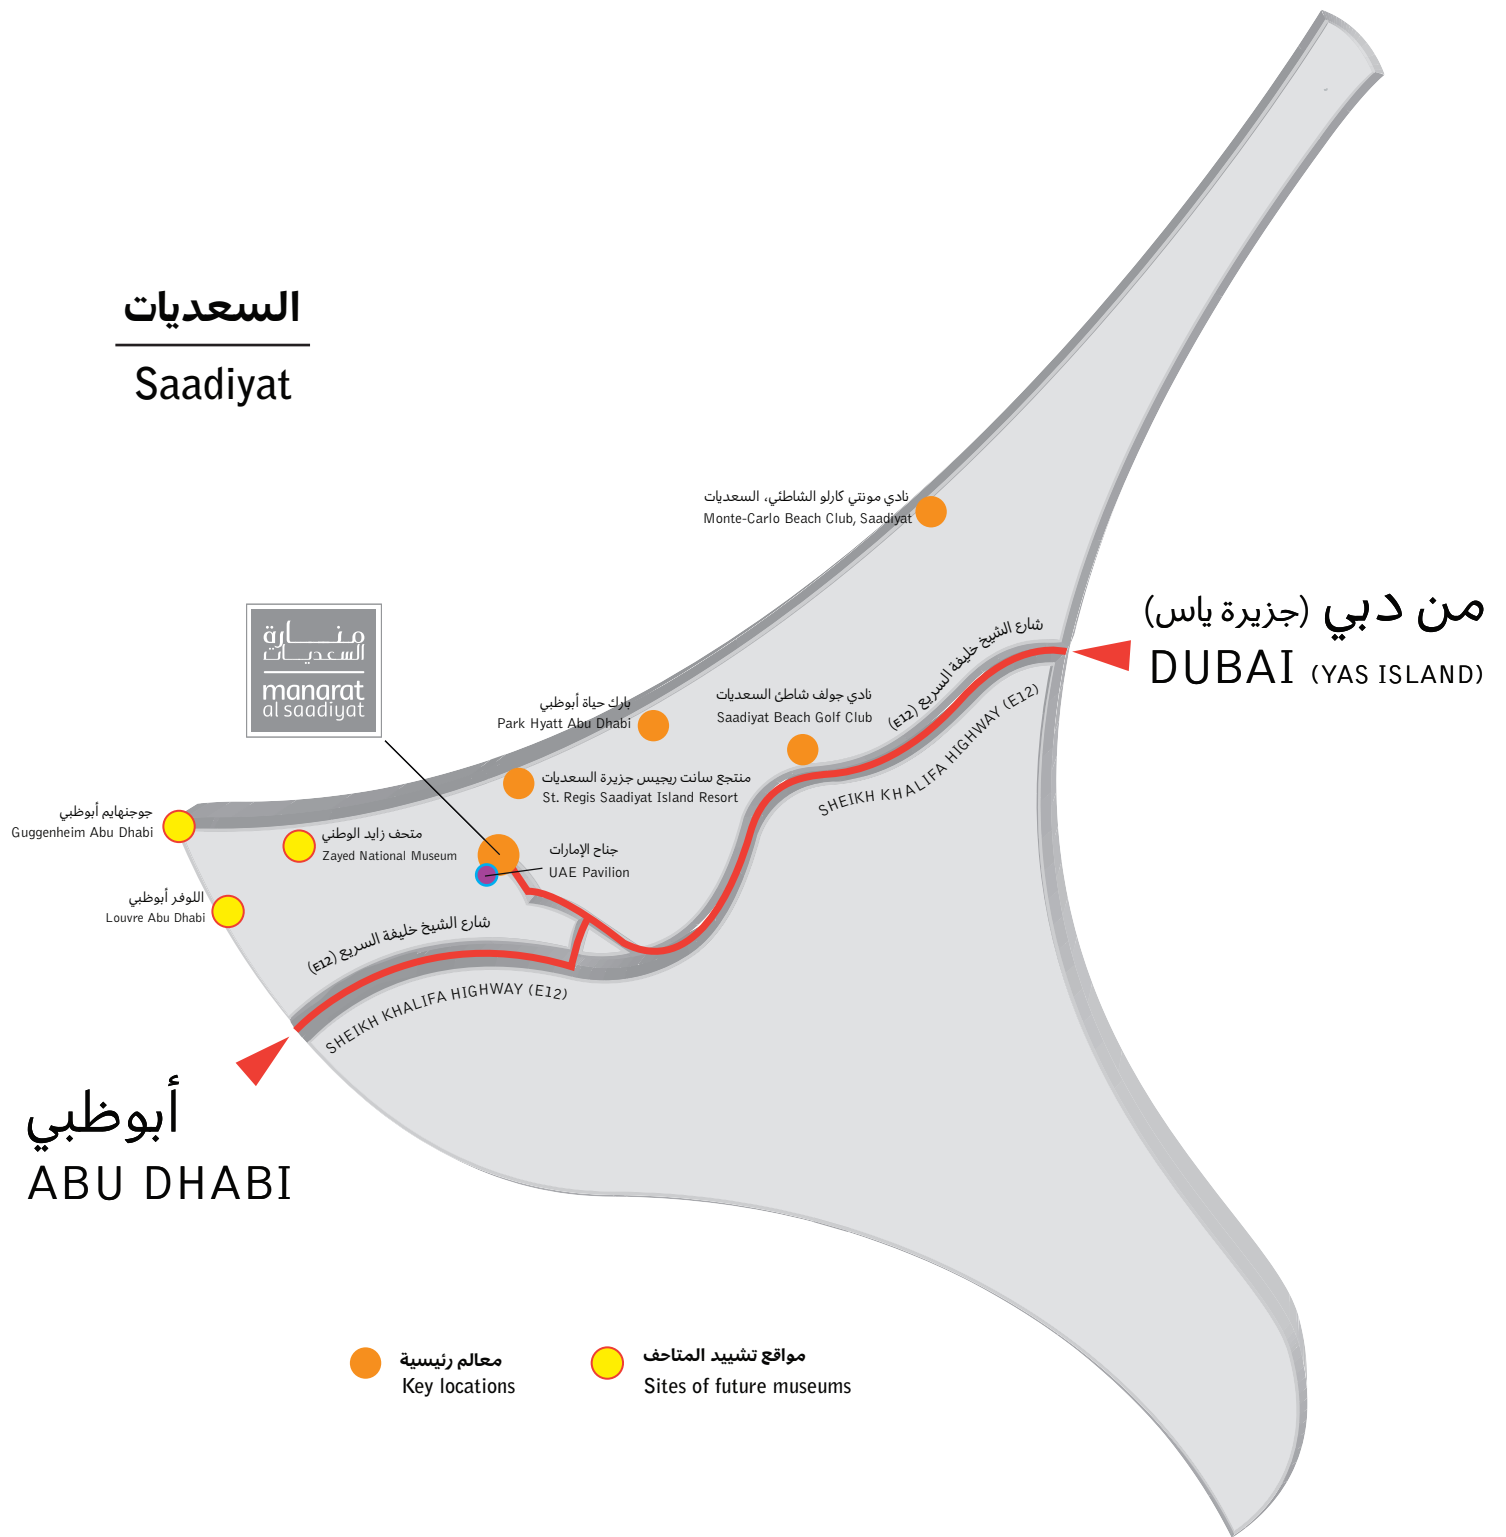 السعديات
Saadiyat
نادي مونتي كارلو الشاطئي، السعديات
Monte-Carlo Beach Club, Saadiyat
من دبي (جزيرة ياس)
DUBAI (YAS ISLAND)
شارع الشيخ خليفة السريع (E12)
SHEIKH KHALIFA HIGHWAY (E12)
منارة
السعديات
manarat
al saadiyat
بارك حياة أبوظبي
Park Hyatt Abu Dhabi
نادي جولف شاطئ السعديات
Saadiyat Beach Golf Club
منتجع سانت ريجيس جزيرة السعديات
St. Regis Saadiyat Island Resort
جوجنهايم أبوظبي
Guggenheim Abu Dhabi
متحف زايد الوطني
Zayed National Museum
جناح الإمارات
UAE Pavilion
اللوفر أبوظبي
Louvre Abu Dhabi
شارع الشيخ خليفة السريع (E12)
SHEIKH KHALIFA HIGHWAY (E12)
أبوظبي
ABU DHABI
معالم رئيسية
Key locations
مواقع تشييد المتاحف
Sites of future museums